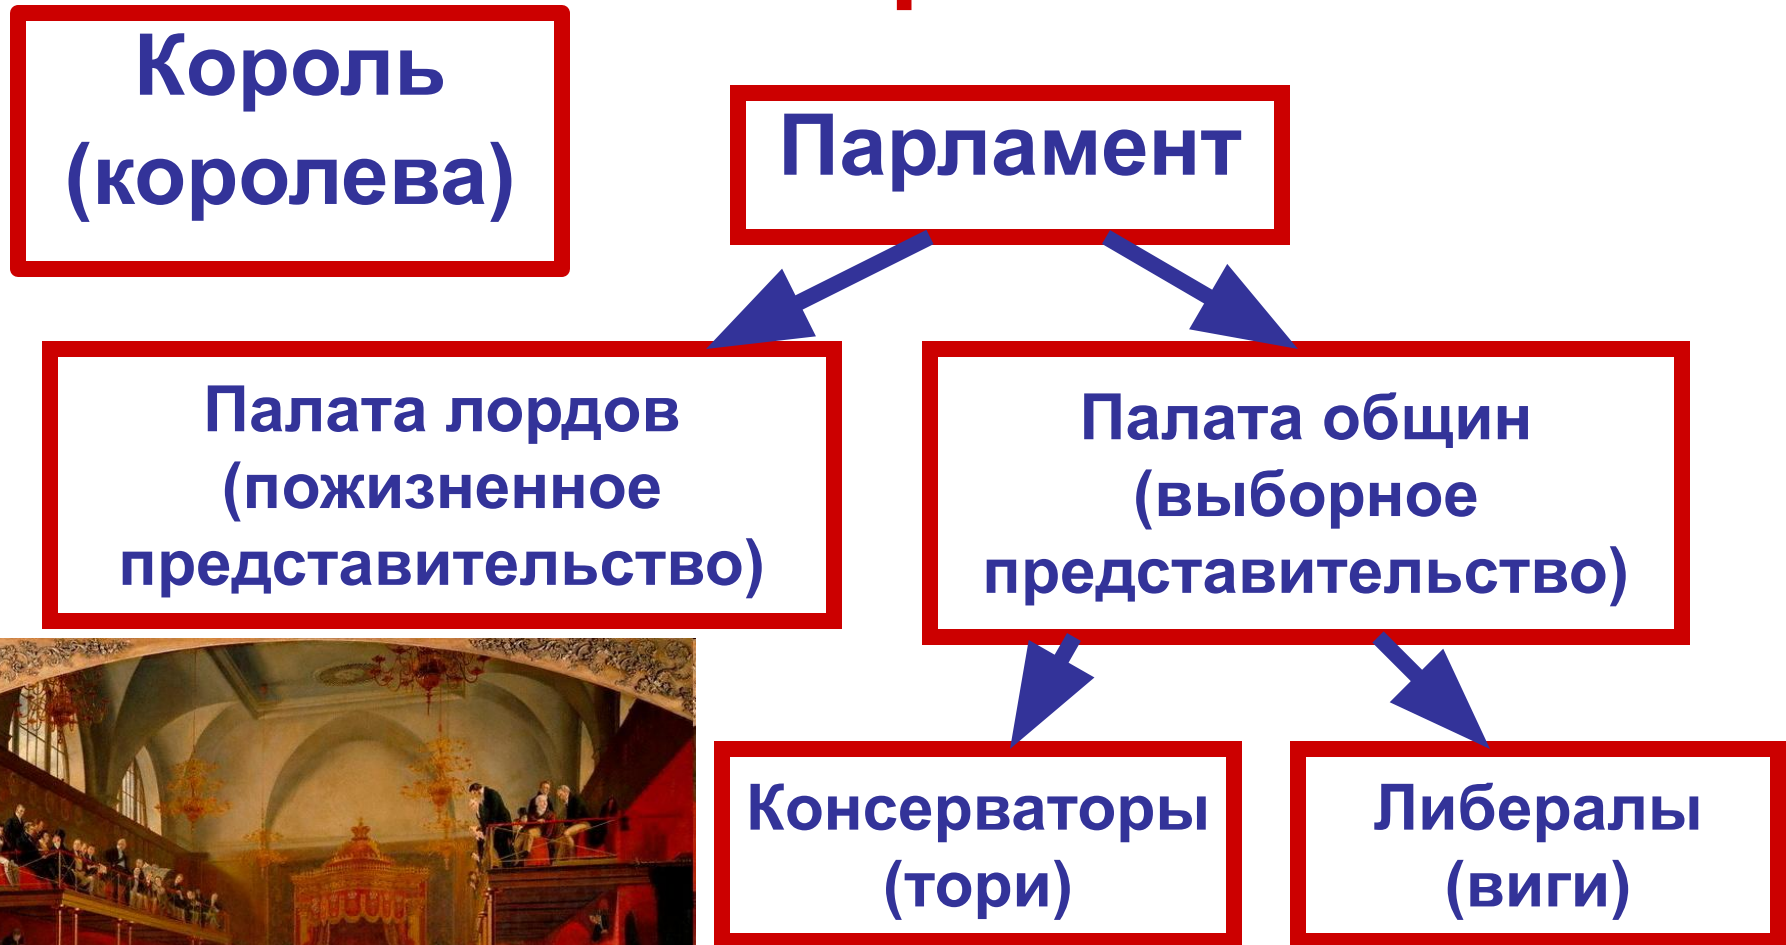 Король
(королева)
Парламент
Палата лордов
(пожизненное
представительство)
Палата общин
(выборное
представительство)
Консерваторы
(тори)
Либералы
(виги)